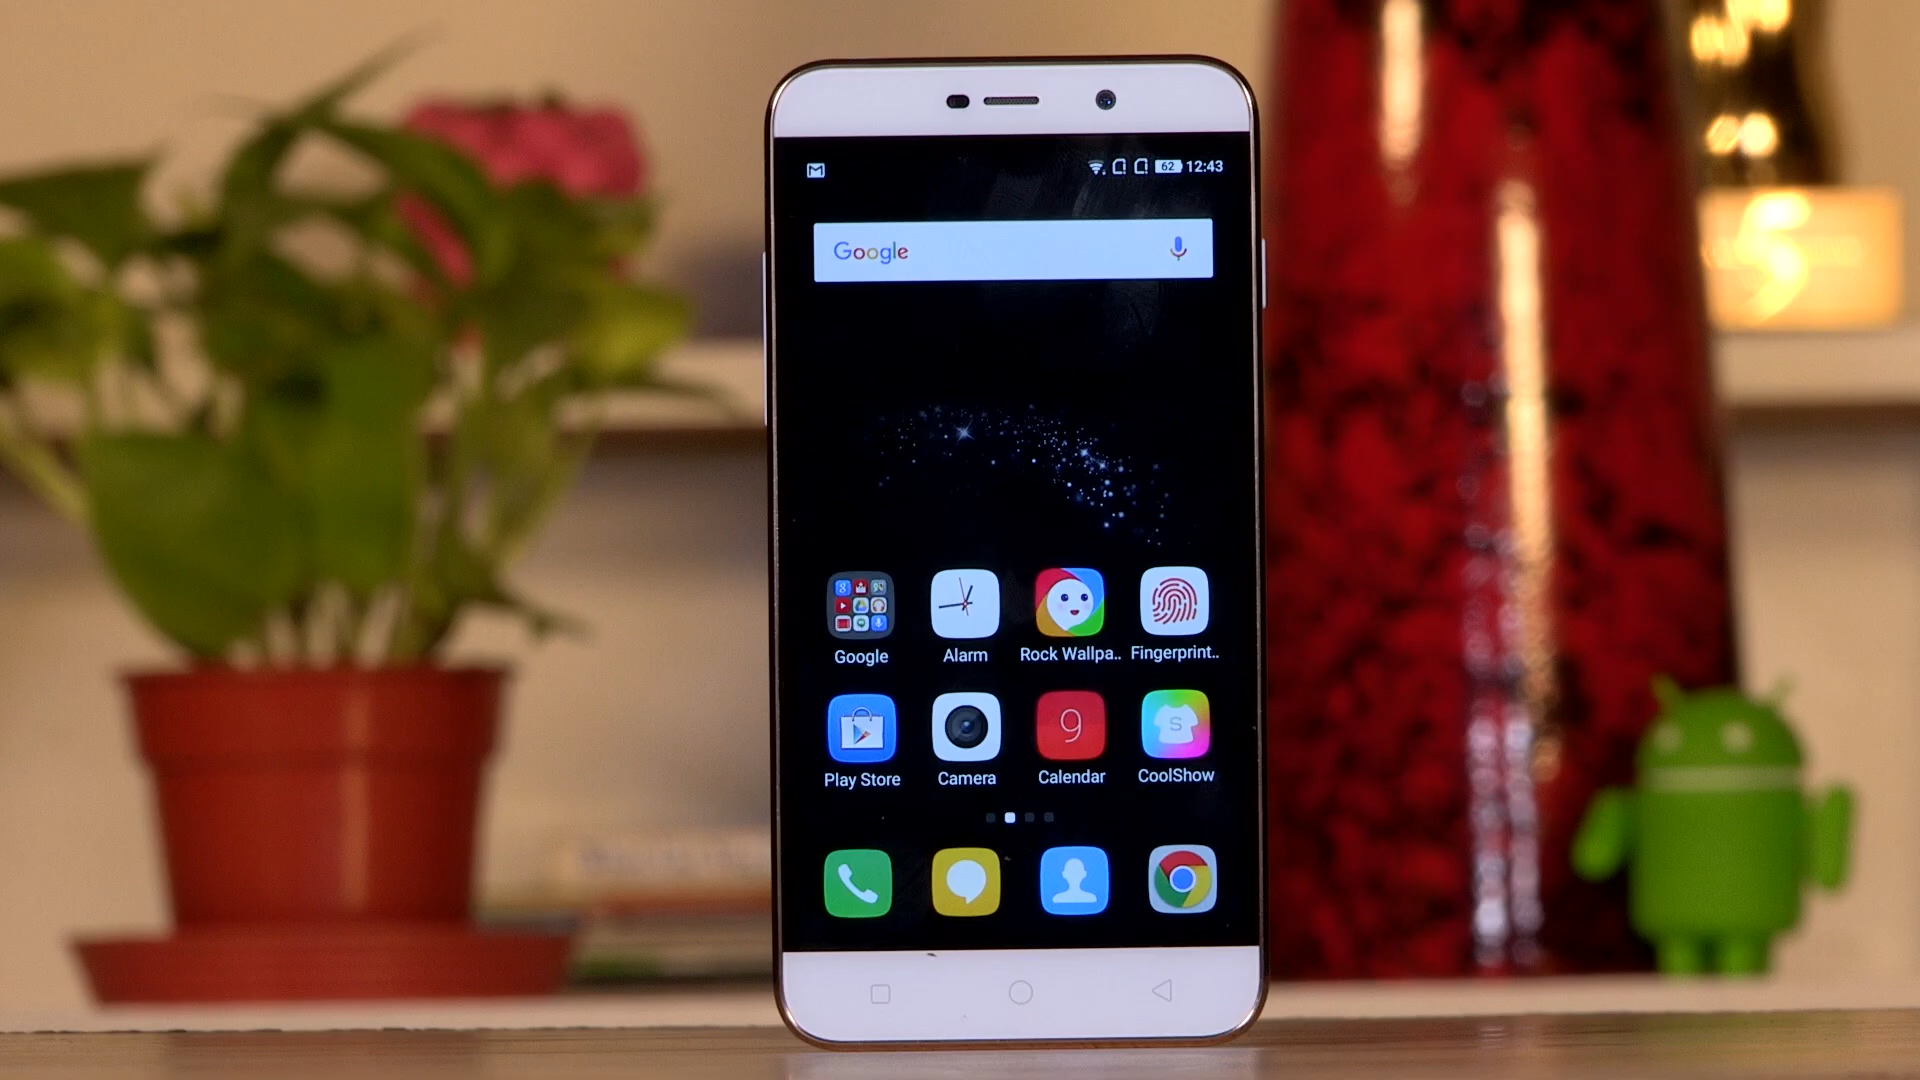 62 12:43
Google
Google Alarm Rock Wallpa.. Fingerprint..
9 S
Play Store Camera Calendar CoolShow